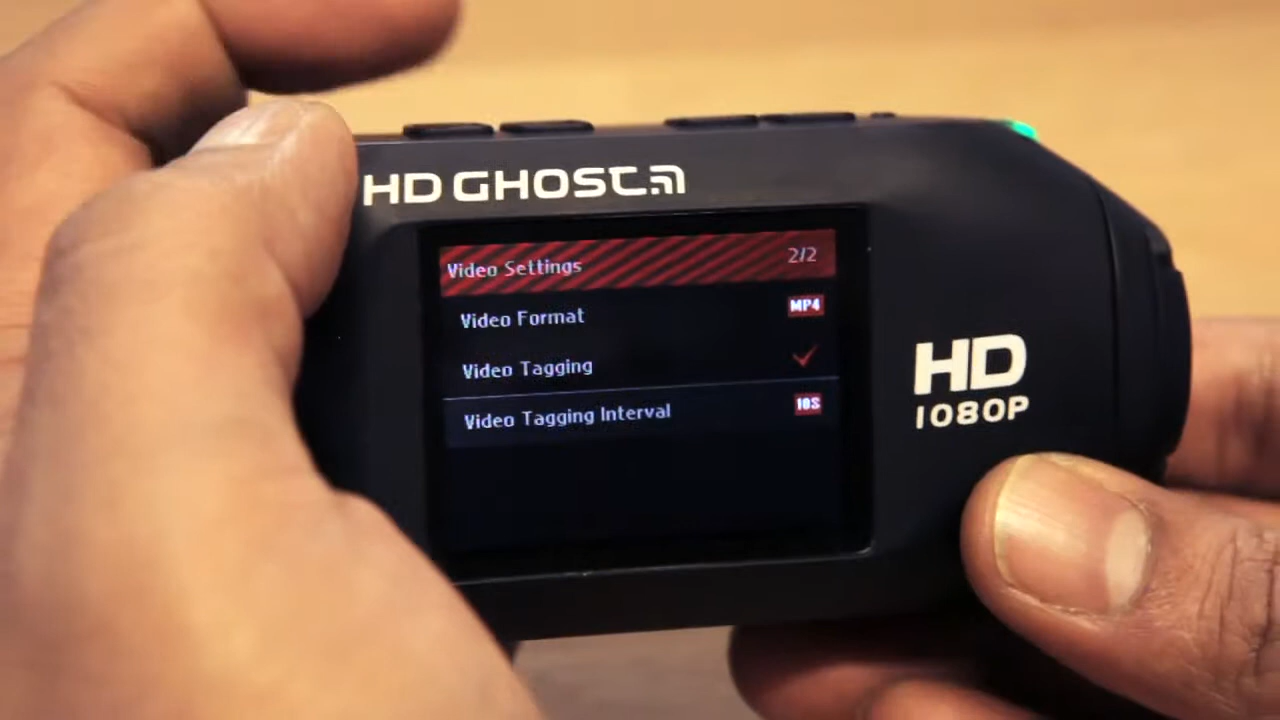 HD GHOST
Video Settings 2/2
Video Format MP4
Video Tagging
Video Tagging Interval 10S
HD
1080P